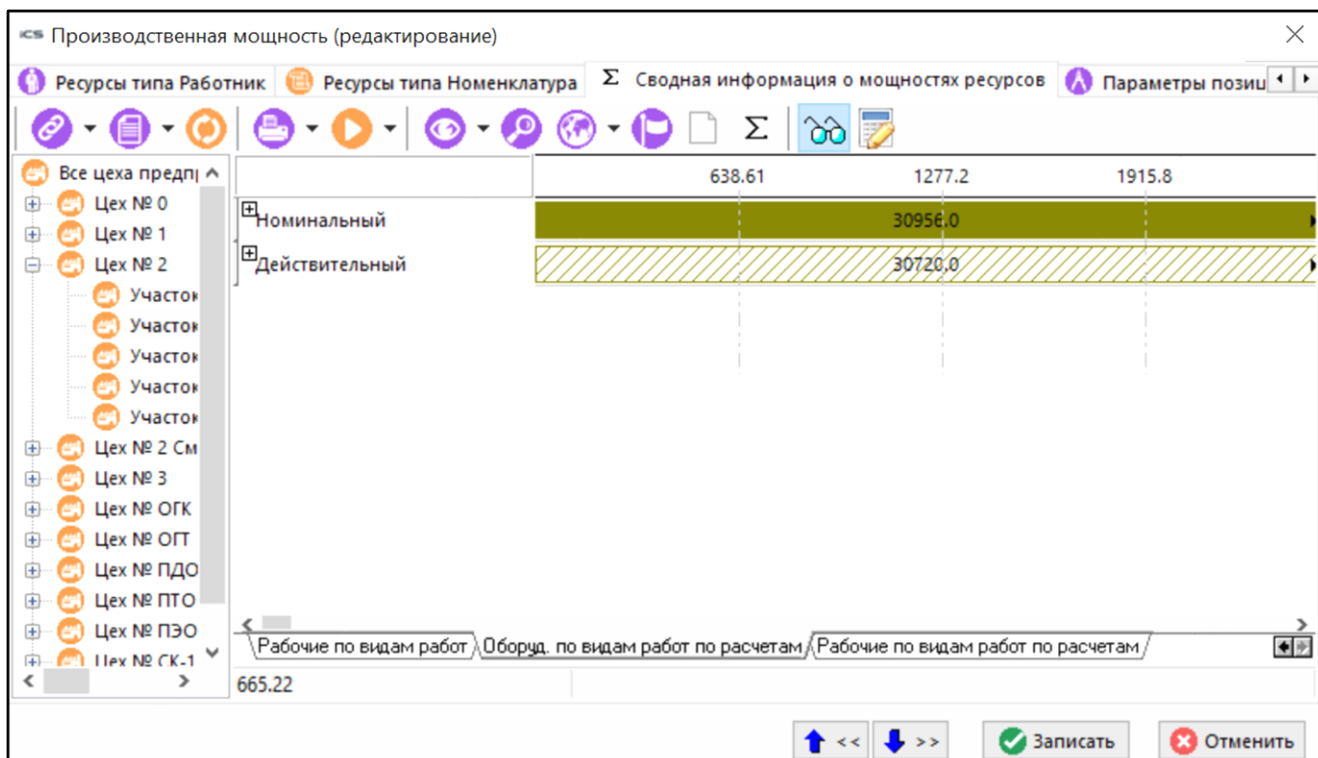 iCS Производственная мощность (редактирование)
Ресурсы типа Работник Ресурсы типа Номенклатура Σ Сводная информация о мощностях ресурсов Параметры позиц
Σ
Все цеха предпр
Цех № 0
Цех № 1
Цех № 2
Участок
Участок
Участок
Участок
Участок
Цех № 2 См
Цех № 3
Цех № ОГК
Цех № ОГТ
Цех № ПДО
Цех № ПТО
Цех № ПЭО
Цех № СК-1
638.61 1277.2 1915.8
Номинальный 30956.0
Действительный 30720.0
Рабочие по видам работ Оборуд. по видам работ по расчетам Рабочие по видам работ по расчетам
665.22
<< >> Записать Отменить